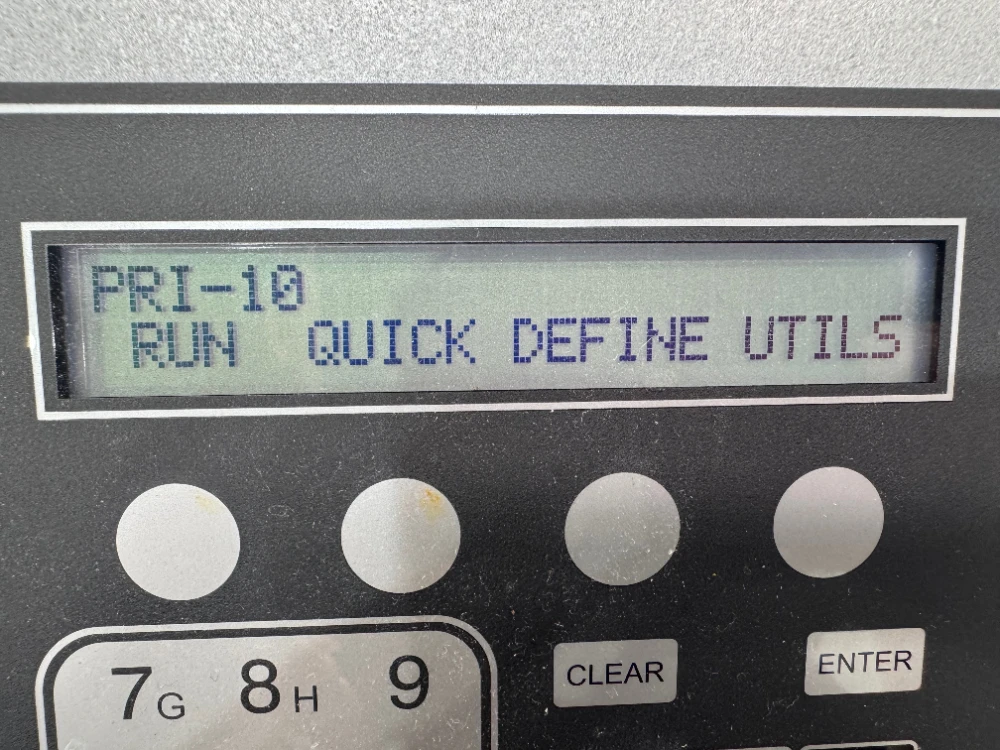 PRI-10
RUN QUICK DEFINE UTILS
7G 8H 9
CLEAR
ENTER